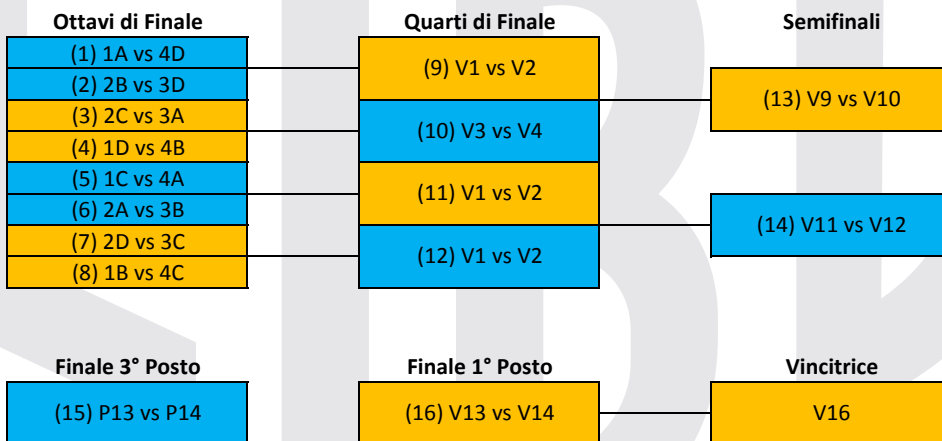 Ottavi di Finale
(1) 1A vs 4D
(2) 2B vs 3D
(3) 2C vs 3A
(4) 1D vs 4B
(5) 1C vs 4A
(6) 2A vs 3B
(7) 2D vs 3C
(8) 1B vs 4C
Quarti di Finale
(9) V1 vs V2
(10) V3 vs V4
(11) V1 vs V2
(12) V1 vs V2
Semifinali
(13) V9 vs V10
(14) V11 vs V12
Finale 3° Posto
(15) P13 vs P14
Finale 1° Posto
(16) V13 vs V14
Vincitrice
V16